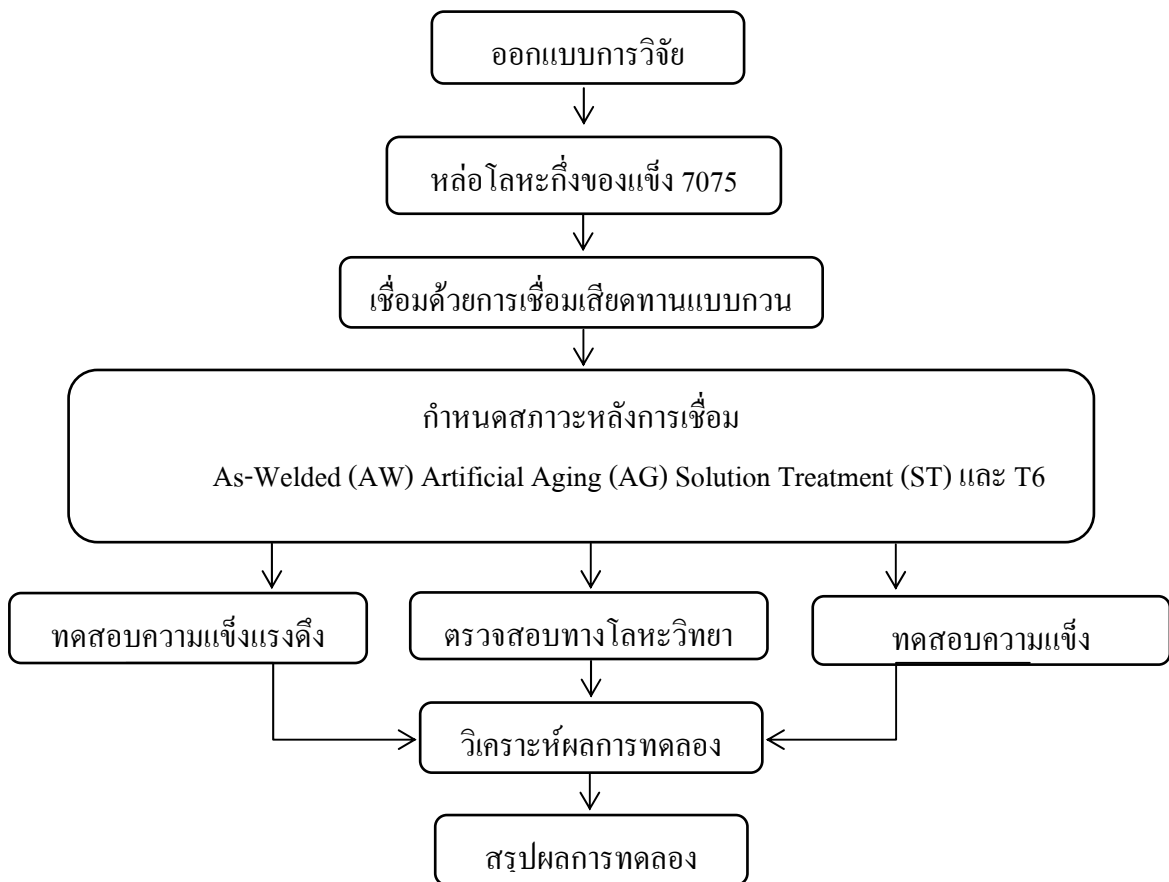 ออกแบบการวิจัย
หล่อโลหะกึ่งของแข็ง 7075
เชื่อมด้วยการเชื่อมเสียดทานแบบกวน
กำหนดสภาวะหลังการเชื่อม
As-Welded (AW) Artificial Aging (AG) Solution Treatment (ST) และ T6
ทดสอบความแข็งแรงดึง
ตรวจสอบทางโลหะวิทยา
ทดสอบความแข็ง
วิเคราะห์ผลการทดลอง
สรุปผลการทดลอง